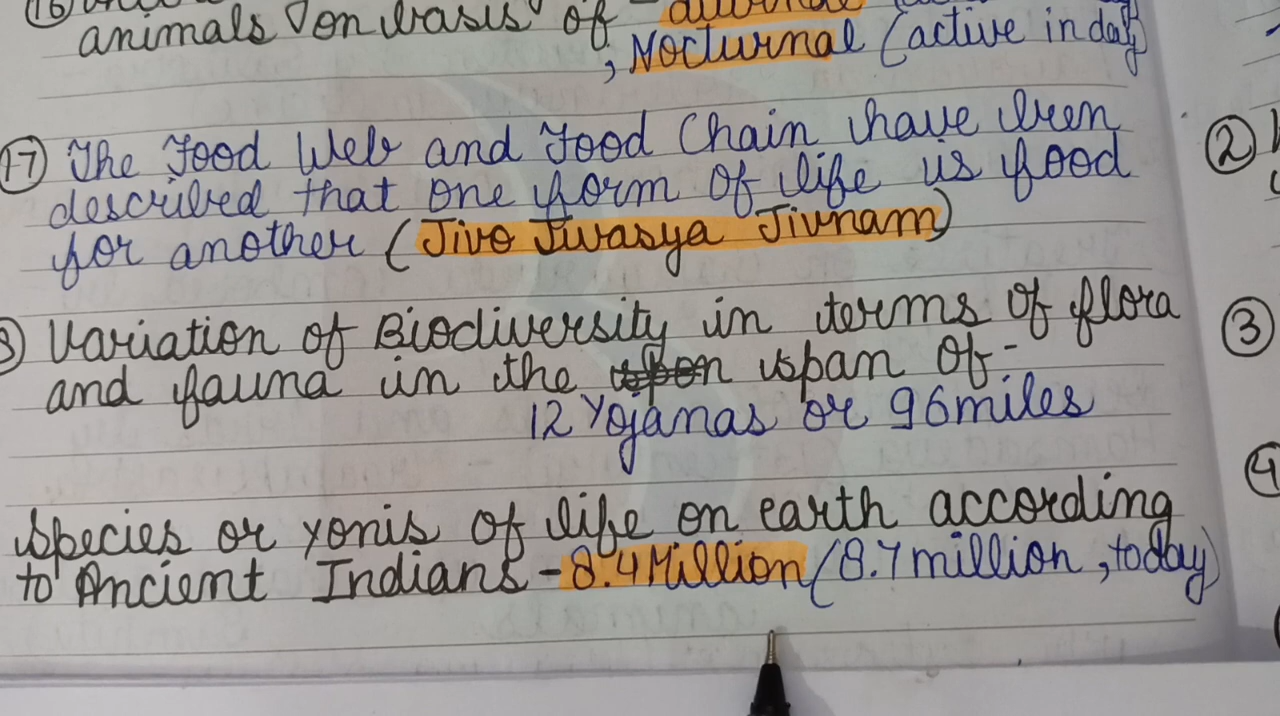 (16)
animals on basis of -
, Nocturnal (active in day)
(17) The Food Web and Food Chain have been
described that one form of life is food
for another (Jivo Jivasya Jivnam)
Variation of Biodiversity in terms of flora
and fauna in the span of -
12 Yojanas or 96 miles
Species or yonis of life on earth according
to Ancient Indians - 8.4 Million (8.7 million, today)
(2)
(3)
(4)